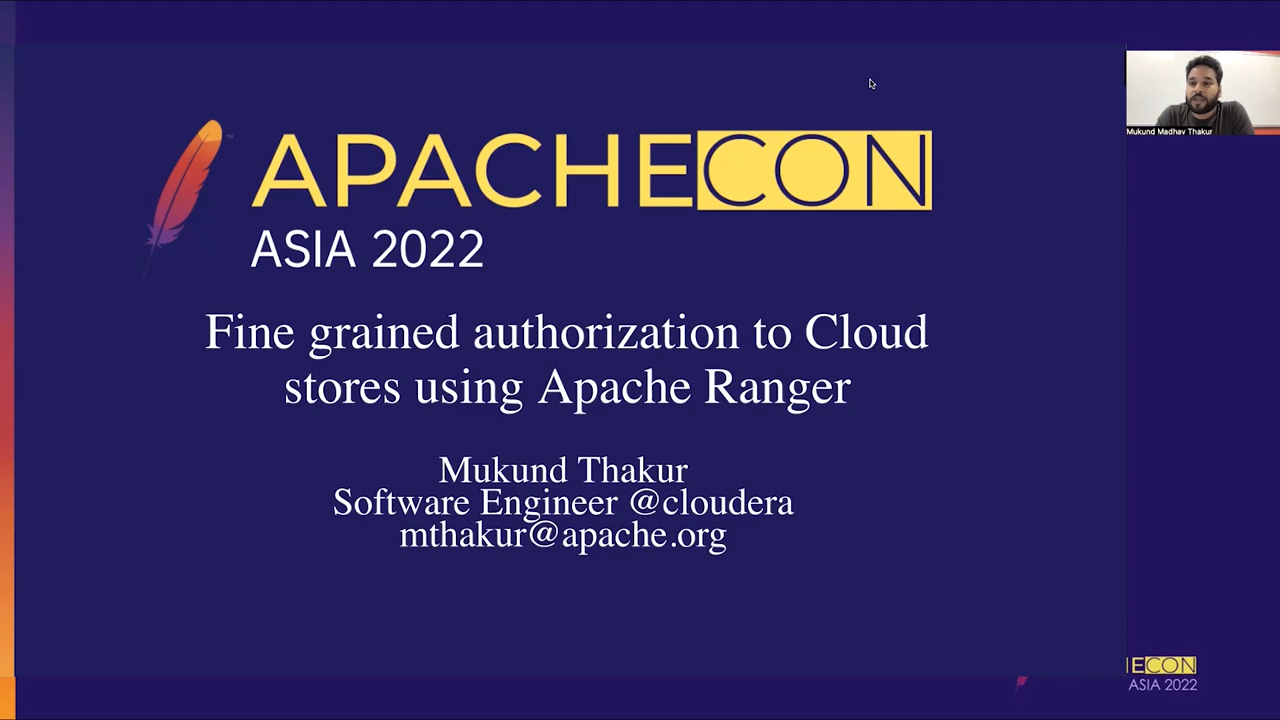 APACHECON
ASIA 2022
Fine grained authorization to Cloud
stores using Apache Ranger
Mukund Thakur
Software Engineer @cloudera
mthakur@apache.org
Mukund Madhav Thakur
ECON
ASIA 2022